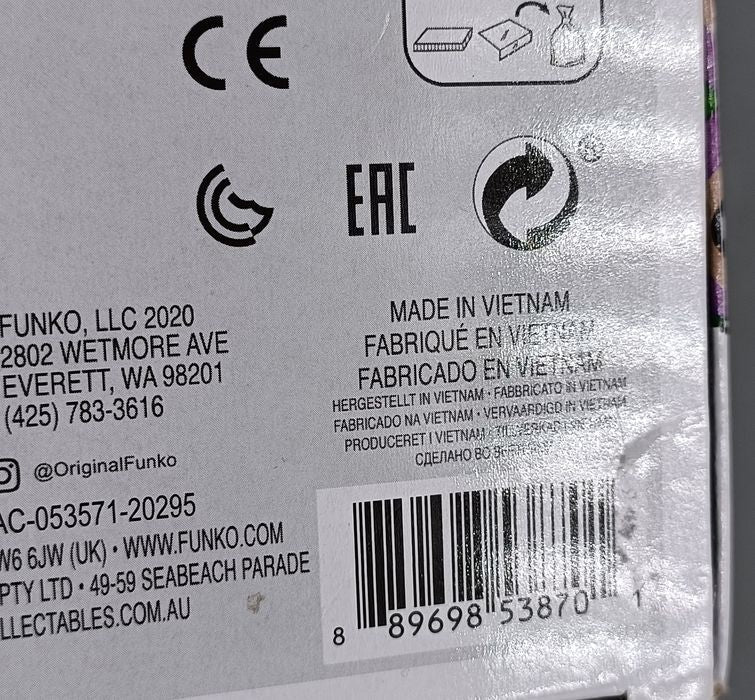 CE
EAC
FUNKO, LLC 2020
2802 WETMORE AVE
EVERETT, WA 98201
(425) 783-3616
@OriginalFunko
AC-053571-20295
W6 6JW (UK) • WWW.FUNKO.COM
PTY LTD • 49-59 SEABEACH PARADE
LLECTABLES.COM.AU
MADE IN VIETNAM
FABRIQUÉ EN VIETNAM
FABRICADO EN VIETNAM
HERGESTELLT IN VIETNAM • FABBRICATO IN VIETNAM
FABRICADO NA VIETNAM • VERVAARDIGD IN VIETNAM
PRODUCERET I VIETNAM
СДЕЛАНО ВО
8 89698 53870 1